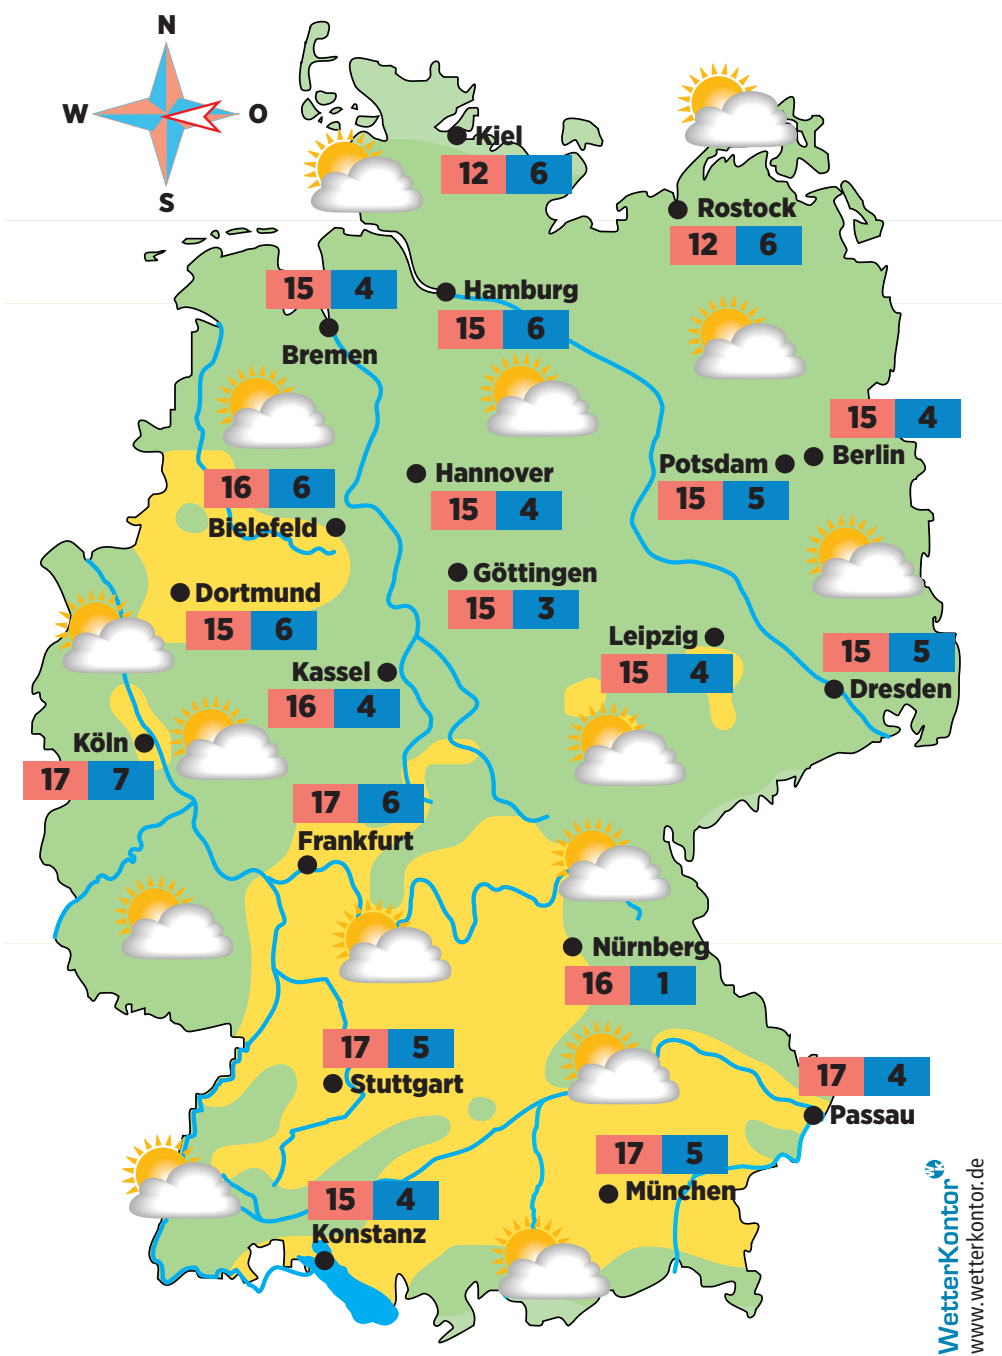 N
W O
S
Kiel
12 6
Rostock
12 6
15 4
Bremen
Hamburg
15 6
15 4
Berlin
Potsdam
15 5
Hannover
15 4
16 6
Bielefeld
Göttingen
15 3
Dortmund
15 6
Leipzig
15 4
15 5
Dresden
Kassel
16 4
Köln
17 7
17 6
Frankfurt
Nürnberg
16 1
17 5
Stuttgart
17 4
Passau
17 5
München
15 4
Konstanz
WK
WetterKontor
www.wetterkontor.de